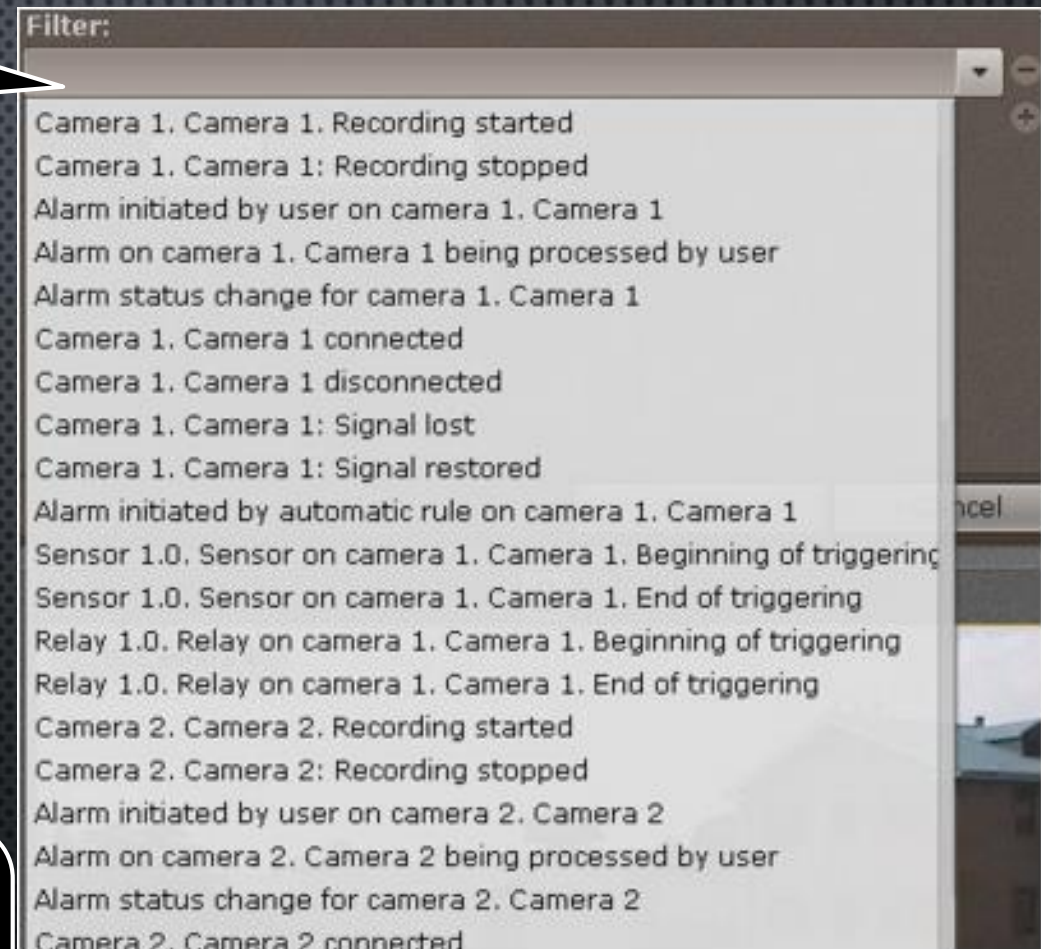 Filter:
Camera 1. Camera 1. Recording started
Camera 1. Camera 1: Recording stopped
Alarm initiated by user on camera 1. Camera 1
Alarm on camera 1. Camera 1 being processed by user
Alarm status change for camera 1. Camera 1
Camera 1. Camera 1 connected
Camera 1. Camera 1 disconnected
Camera 1. Camera 1: Signal lost
Camera 1. Camera 1: Signal restored
Alarm initiated by automatic rule on camera 1. Camera 1
ncel
Sensor 1.0. Sensor on camera 1. Camera 1. Beginning of triggering
Sensor 1.0. Sensor on camera 1. Camera 1. End of triggering
Relay 1.0. Relay on camera 1. Camera 1. Beginning of triggering
Relay 1.0. Relay on camera 1. Camera 1. End of triggering
Camera 2. Camera 2. Recording started
Camera 2. Camera 2: Recording stopped
Alarm initiated by user on camera 2. Camera 2
Alarm on camera 2. Camera 2 being processed by user
Alarm status change for camera 2. Camera 2
Camera 2. Camera 2 connected